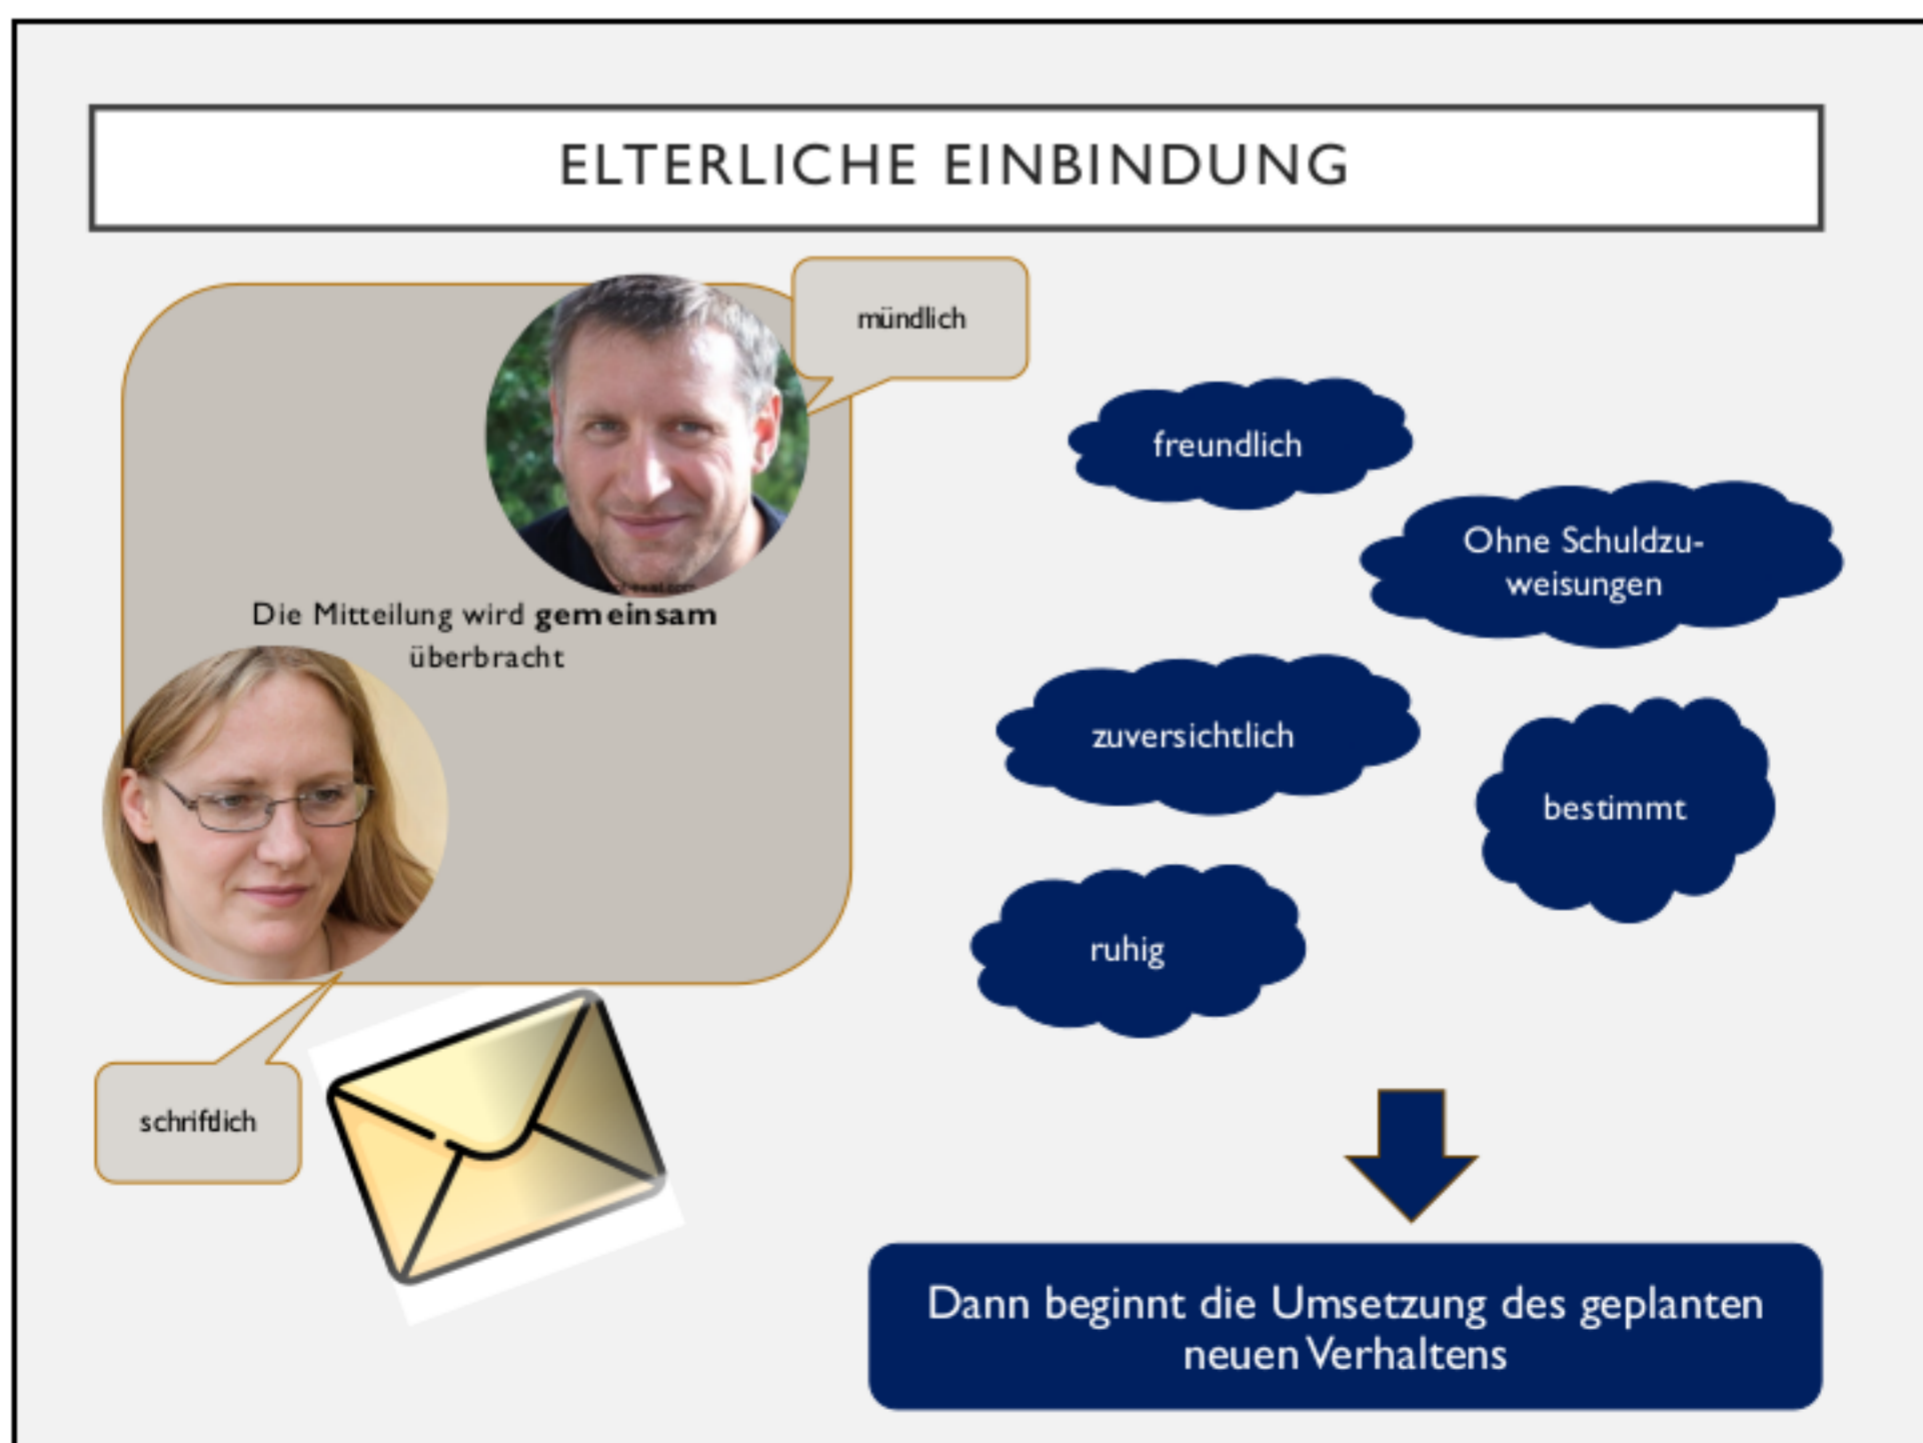 ELTERLICHE EINBINDUNG
mündlich
Die Mitteilung wird gemeinsam
überbracht
schriftlich
freundlich
Ohne Schuldzu-
weisungen
zuversichtlich
bestimmt
ruhig
Dann beginnt die Umsetzung des geplanten
neuen Verhaltens